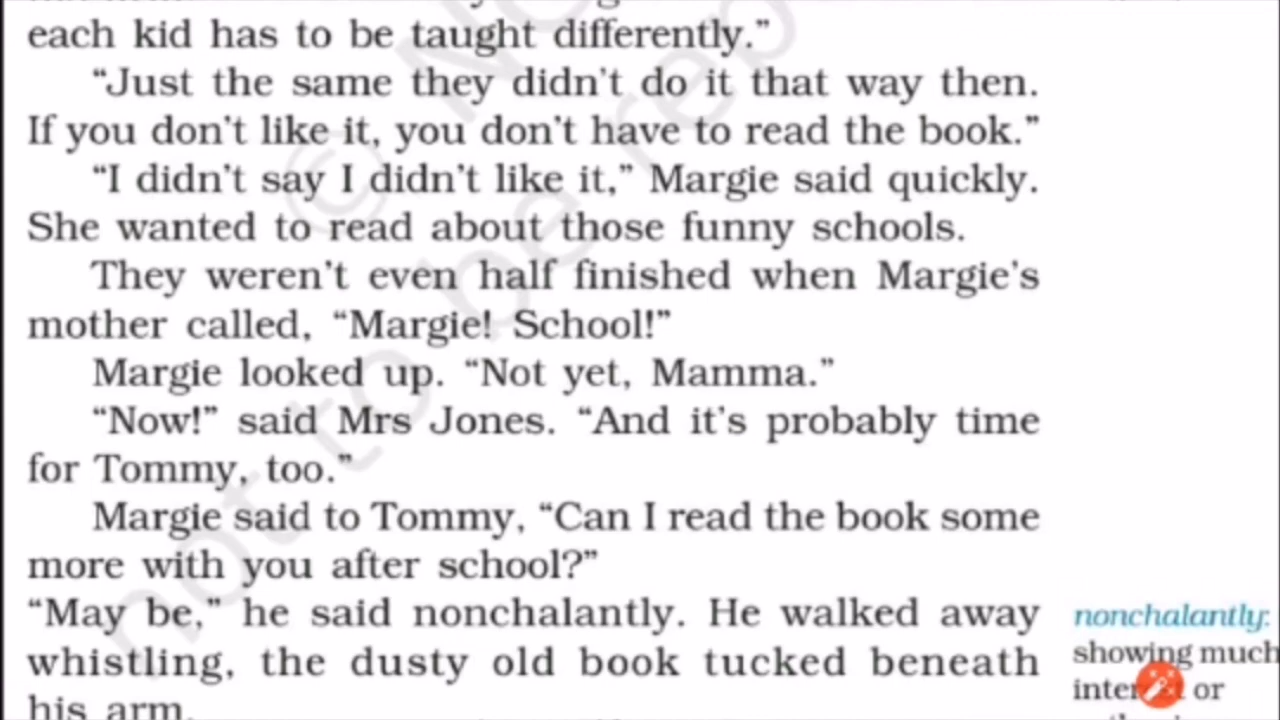 each kid has to be taught differently.”
“Just the same they didn’t do it that way then.
If you don’t like it, you don’t have to read the book.”
“I didn’t say I didn’t like it,” Margie said quickly.
She wanted to read about those funny schools.
They weren’t even half finished when Margie’s
mother called, “Margie! School!”
Margie looked up. “Not yet, Mamma.”
“Now!” said Mrs Jones. “And it’s probably time
for Tommy, too.”
Margie said to Tommy, “Can I read the book some
more with you after school?”
“May be,” he said nonchalantly. He walked away
whistling, the dusty old book tucked beneath
his arm.
nonchalantly:
showing much
or
not to be rep